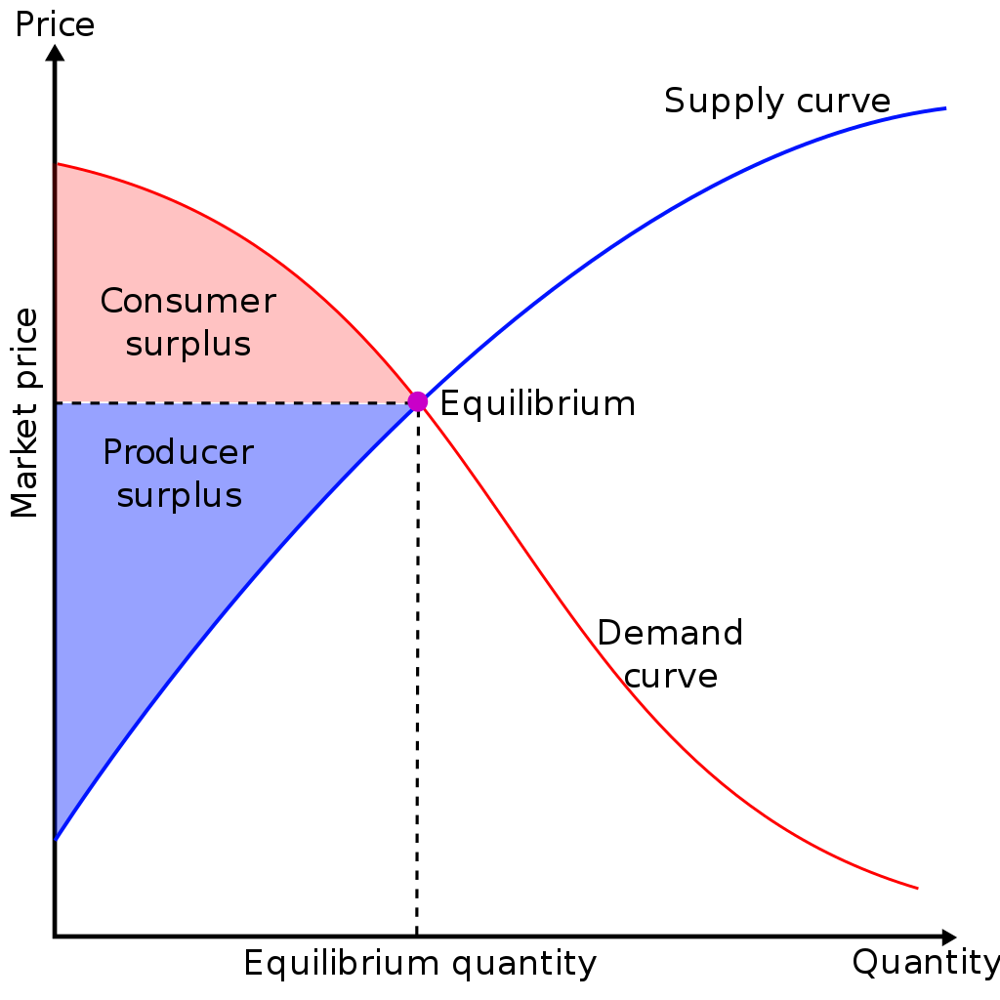 Price
Supply curve
Consumer
surplus
Market price
Equilibrium
Producer
surplus
Demand
curve
Equilibrium quantity
Quantity